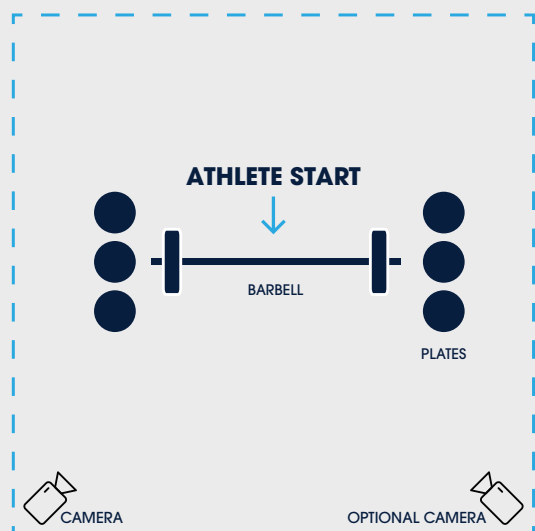 ATHLETE START
BARBELL
PLATES
CAMERA
OPTIONAL CAMERA